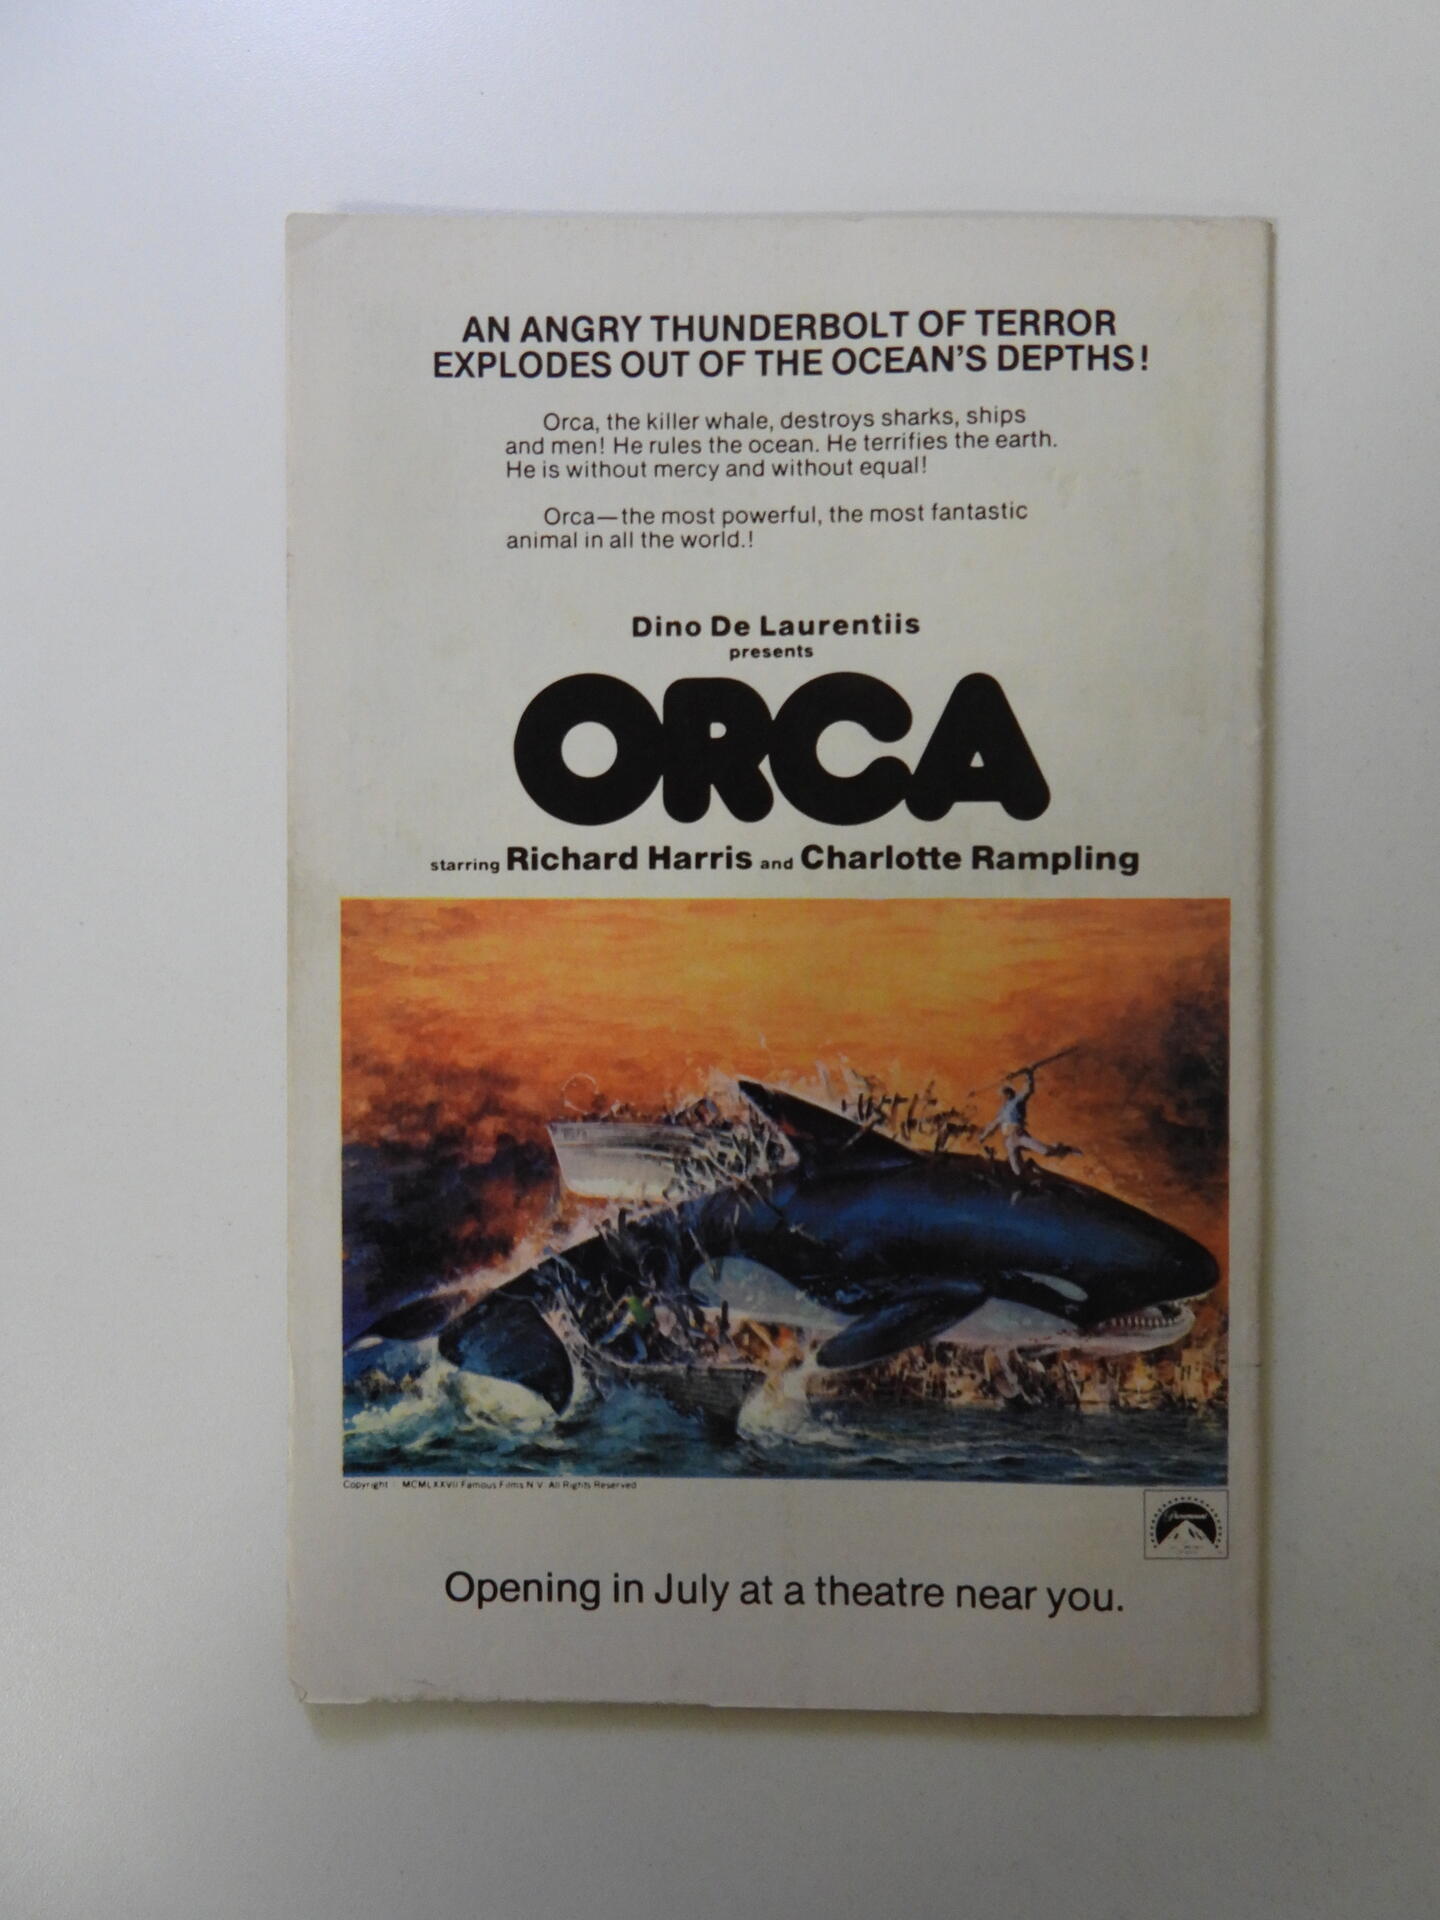 AN ANGRY THUNDERBOLT OF TERROR
EXPLODES OUT OF THE OCEAN'S DEPTHS!
Orca, the killer whale, destroys sharks, ships
and men! He rules the ocean. He terrifies the earth.
He is without mercy and without equal!
Orca—the most powerful, the most fantastic
animal in all the world.!
Dino De Laurentiis
presents
ORCA
starring Richard Harris and Charlotte Rampling
Copyright MCMLXXVII Famous Films N.V. All Rights Reserved
Paramount
Opening in July at a theatre near you.